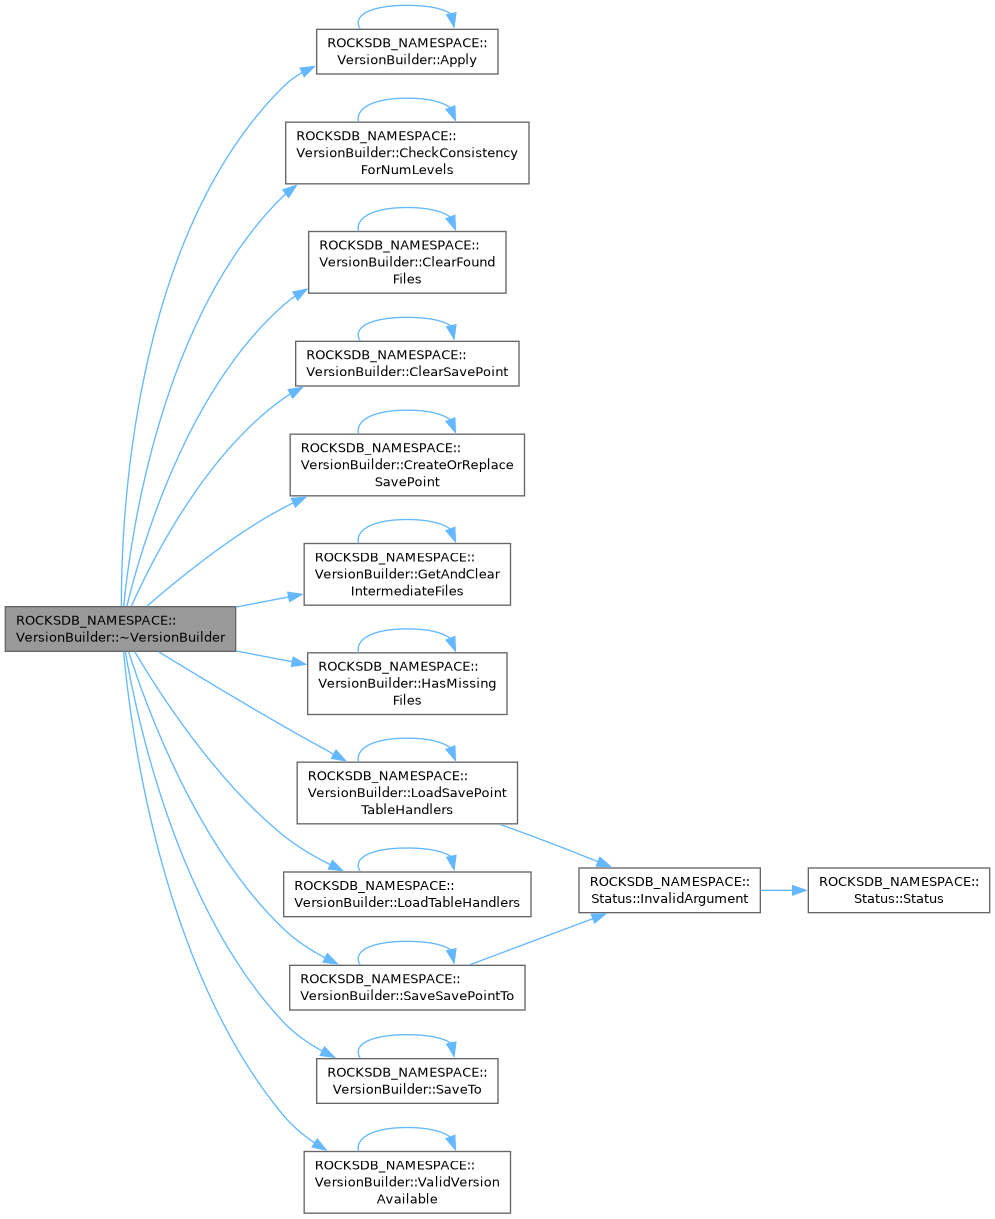 ROCKSDB_NAMESPACE::
VersionBuilder::Apply
ROCKSDB_NAMESPACE::
VersionBuilder::CheckConsistency
ForNumLevels
ROCKSDB_NAMESPACE::
VersionBuilder::ClearFound
Files
ROCKSDB_NAMESPACE::
VersionBuilder::ClearSavePoint
ROCKSDB_NAMESPACE::
VersionBuilder::CreateOrReplace
SavePoint
ROCKSDB_NAMESPACE::
VersionBuilder::GetAndClear
IntermediateFiles
ROCKSDB_NAMESPACE::
VersionBuilder::~VersionBuilder
ROCKSDB_NAMESPACE::
VersionBuilder::HasMissing
Files
ROCKSDB_NAMESPACE::
VersionBuilder::LoadSavePoint
TableHandlers
ROCKSDB_NAMESPACE::
VersionBuilder::LoadTableHandlers
ROCKSDB_NAMESPACE::
Status::InvalidArgument
ROCKSDB_NAMESPACE::
Status::Status
ROCKSDB_NAMESPACE::
VersionBuilder::SaveSavePointTo
ROCKSDB_NAMESPACE::
VersionBuilder::SaveTo
ROCKSDB_NAMESPACE::
VersionBuilder::ValidVersion
Available